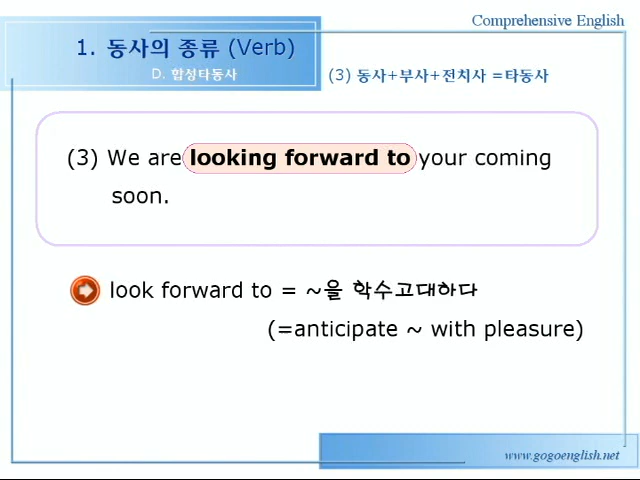 Comprehensive English
1. 동사의 종류 (Verb)
D. 합성타동사
(3) 동사+부사+전치사 =타동사
(3) We are looking forward to your coming
soon.
look forward to = ~을 학수고대하다
(=anticipate ~ with pleasure)
www.gogoenglish.net